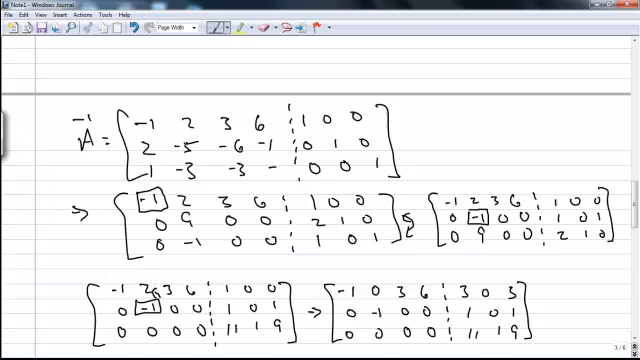 Note1 - Windows Journal
File Edit View Insert Actions Tools Help
Page Width
A⁻¹ = [ -1 2 3 6 ¦ 1 0 0
2 -5 -6 -1 ¦ 0 1 0
1 -3 -3 - ¦ 0 0 1 ]
⇒ [ -1 2 3 6 ¦ 1 0 0
0 9 0 0 ¦ 2 1 0
0 -1 0 0 ¦ 1 0 1 ]
[ -1 2 3 6 ¦ 1 0 0
0 -1 0 0 ¦ 1 0 1
0 9 0 0 ¦ 2 1 0 ]
[ -1 2 3 6 ¦ 1 0 0
0 -1 0 0 ¦ 1 0 1
0 0 0 0 ¦ 11 1 9 ]
⇒ [ -1 0 3 6 ¦ 3 0 3
0 -1 0 0 ¦ 1 0 1
0 0 0 0 ¦ 11 1 9 ]
3 / 6